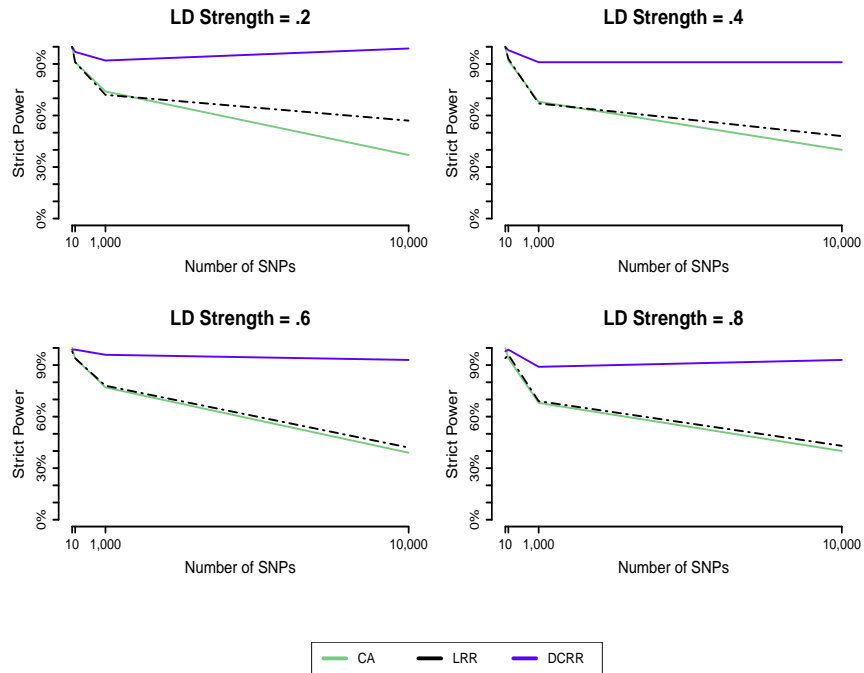 LD Strength = .2
Strict Power
0% 30% 60% 90%
10 1,000 10,000
Number of SNPs
LD Strength = .4
Strict Power
0% 30% 60% 90%
10 1,000 10,000
Number of SNPs
LD Strength = .6
Strict Power
0% 30% 60% 90%
10 1,000 10,000
Number of SNPs
LD Strength = .8
Strict Power
0% 30% 60% 90%
10 1,000 10,000
Number of SNPs
CA LRR DCRR